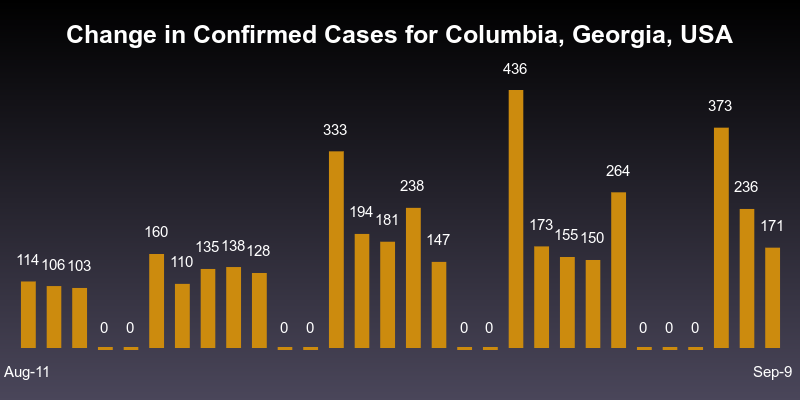 Change in Confirmed Cases for Columbia, Georgia, USA
114 106 103 0 0 160 110 135 138 128 0 0 333 194 181 238 147 0 0 436 173 155 150 264 0 0 0 373 236 171
Aug-11 Sep-9